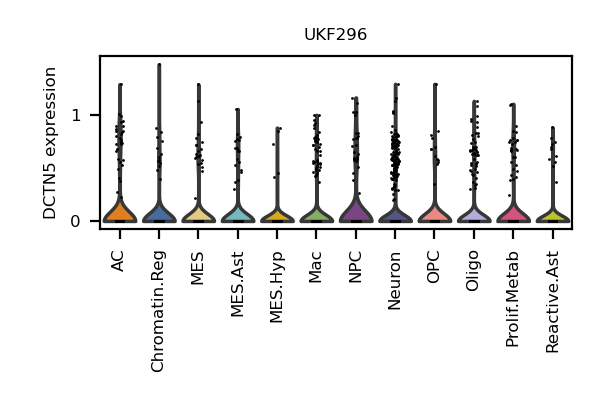 UKF296
DCTN5 expression
1
0
AC
Chromatin.Reg
MES
MES.Ast
MES.Hyp
Mac
NPC
Neuron
OPC
Oligo
Prolif.Metab
Reactive.Ast